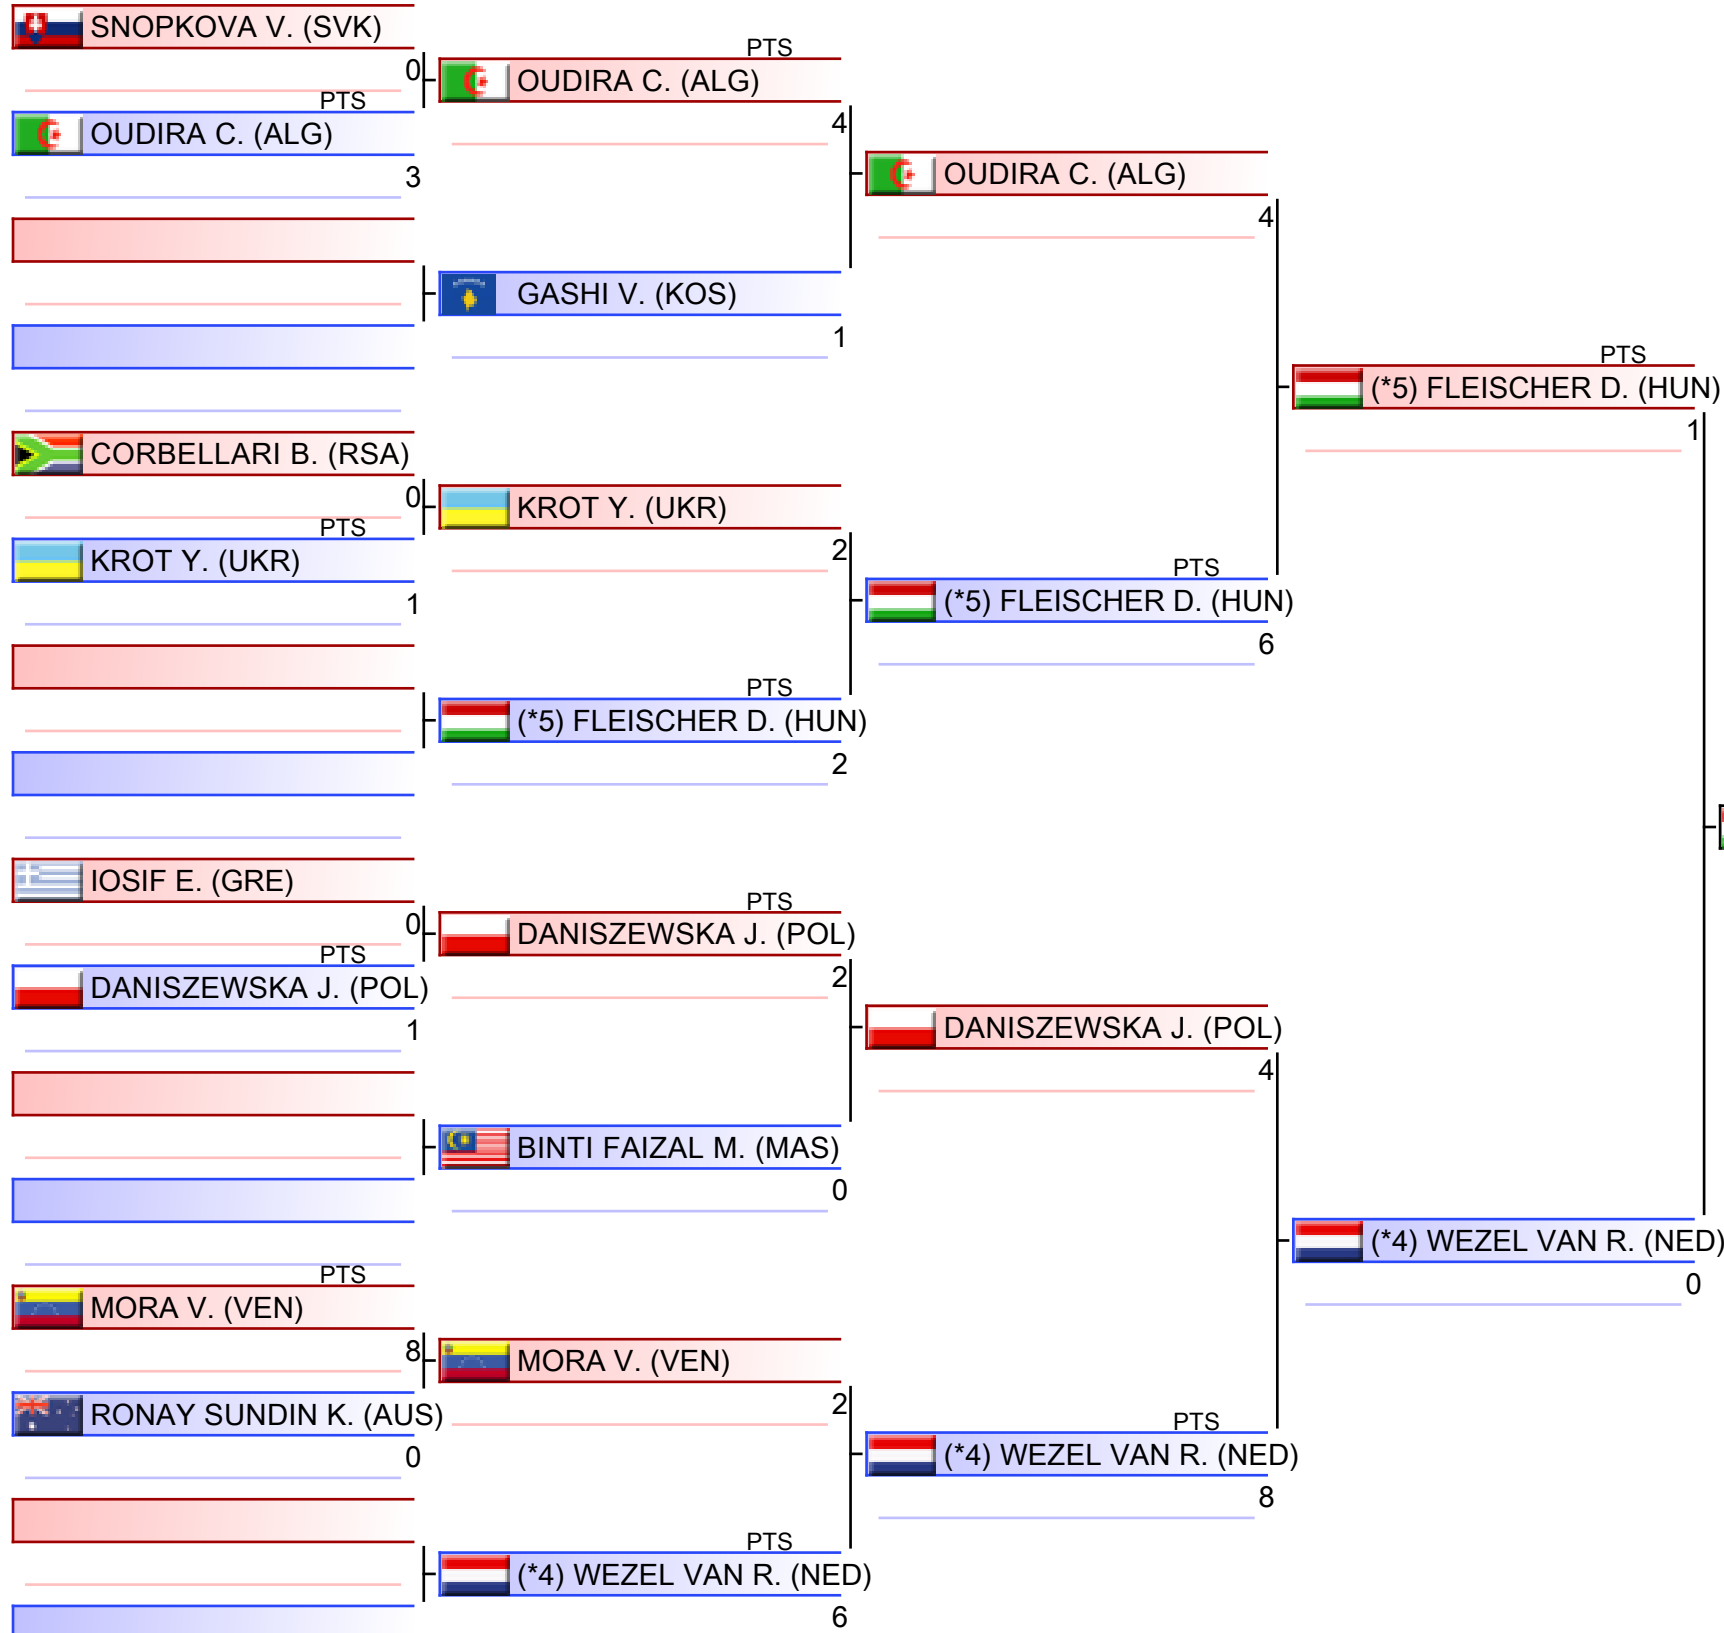 SNOPKOVA V. (SVK)
0
PTS
OUDIRA C. (ALG)
3
CORBELLARI B. (RSA)
0
PTS
KROT Y. (UKR)
1
IOSIF E. (GRE)
0
PTS
DANISZEWSKA J. (POL)
1
PTS
MORA V. (VEN)
8
RONAY SUNDIN K. (AUS)
0
PTS
OUDIRA C. (ALG)
4
GASHI V. (KOS)
1
KROT Y. (UKR)
2
PTS
(*5) FLEISCHER D. (HUN)
2
PTS
DANISZEWSKA J. (POL)
2
BINTI FAIZAL M. (MAS)
0
MORA V. (VEN)
2
PTS
(*4) WEZEL VAN R. (NED)
6
OUDIRA C. (ALG)
4
PTS
(*5) FLEISCHER D. (HUN)
6
DANISZEWSKA J. (POL)
4
PTS
(*4) WEZEL VAN R. (NED)
8
PTS
(*5) FLEISCHER D. (HUN)
1
(*4) WEZEL VAN R. (NED)
0